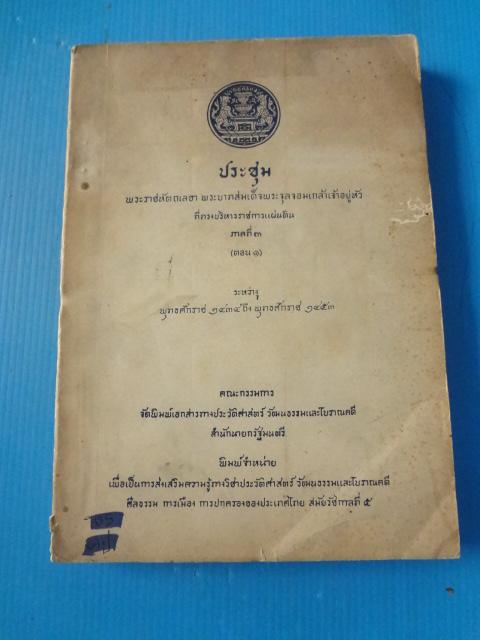 ประชุม
พระราชหัตถเลขา พระบาทสมเด็จพระจุลจอมเกล้าเจ้าอยู่หัว
ที่ทรงบริหารราชการแผ่นดิน
ภาคที่ ๓
(ตอน ๑)
ระหว่าง
พุทธศักราช ๒๔๓๔ ถึง พุทธศักราช ๒๔๕๓
คณะกรรมการ
จัดพิมพ์เอกสารทางประวัติศาสตร์ วัฒนธรรมและโบราณคดี
สำนักนายกรัฐมนตรี
พิมพ์จำหน่าย
เพื่อเป็นการส่งเสริมความรู้ทางวิชาประวัติศาสตร์ วัฒนธรรมและโบราณคดี
ศีลธรรม การเมือง การปกครองของประเทศไทย สมัยรัชกาลที่ ๕